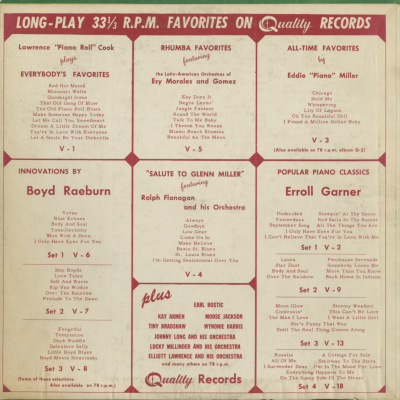 LONG-PLAY 33⅓ R.P.M. FAVORITES ON Quality RECORDS
Lawrence "Piano Roll" Cook
plays
EVERYBODY'S FAVORITES
Red Hot Mama
Missouri Waltz
Goodnight Irene
That Old Gang Of Mine
The Old Piano Roll Blues
Make Someone Happy Today
Let Me Call You Sweetheart
Dream A Little Dream Of Me
You're In Love With Everyone
Let A Smile Be Your Umbrella
V - 1
RHUMBA FAVORITES
featuring
the Latin-American Orchestras of
Esy Morales and Gomez
Key Does It
Negra Leono
Jungle Fantasy
Round The World
Talk To Me Baby
I Threw You Roses
Miami Beach Rhumba
Beautiful As The Moon
V - 5
ALL-TIME FAVORITES
by
Eddie "Piano" Miller
Chicago
Hold Me
Whispering
Lily Of Laguna
Oh You Beautiful Doll
I Found A Million Dollar Baby
V - 3
(Also available on 78 r.p.m. album Q-2)
INNOVATIONS BY
Boyd Raeburn
Tonsillectomy
Blue Echoes
Body And Soul
Man With A Horn
I Only Have Eyes For You
Set 1 V - 6
Hep Boyds
Love Tales
Soft And Warm
Rip Van Winkle
Over The Rainbow
Prelude To The Dawn
Set 2 V - 7
Forgetful
Temptation
Duck Waddle
Dalvatore Sally
Little Boyd Blues
Boyd Meets Stravinsky
Set 3 V - 8
(Some of these selections
Also available on 78 r.p.m.)
"SALUTE TO GLENN MILLER"
featuring
Ralph Flanagan
and his Orchestra
Always
Goodbye
Low Gear
Come On In
Make Believe
Basin St. Blues
St. Louis Blues
I'm Getting Sentimental Over You
V - 4
plus
EARL BOSTIC
KAY ARMEN MOOSE JACKSON
TINY BRADSHAW WYNONIE HARRIS
JOHNNY LONG AND HIS ORCHESTRA
LUCKY MILLINDER AND HIS ORCHESTRA
ELLIOTT LAWRENCE AND HIS ORCHESTRA
and many others on 78 r.p.m.
Quality Records
POPULAR PIANO CLASSICS
Erroll Garner
Undecided Stompin' At The Savoy
Yesterdays Red Sails In The Sunset
September Song All The Things You Are
I Only Have Eyes For You
I Can't Believe That You're In Love With Me
Set 1 V - 2
Laura Penthouse Serenade
Star Dust Somebody Loves Me
Body And Soul More Than You Know
Over The Rainbow Back Home In Indiana
Set 2 V - 9
Moon Glow Stormy Weather
Confessin' This Can't Be Love
The Man I Love I Want A Little Girl
She's Funny That Way
Until The Real Thing Comes Along
Set 3 V - 13
Rosalie A Cottage For Sale
All Of Me Stairway To The Stars
I Surrender Dear I'm In The Mood For Love
Everything Happens To Me
On The Sunny Side Of The Street
Set 4 V - 18